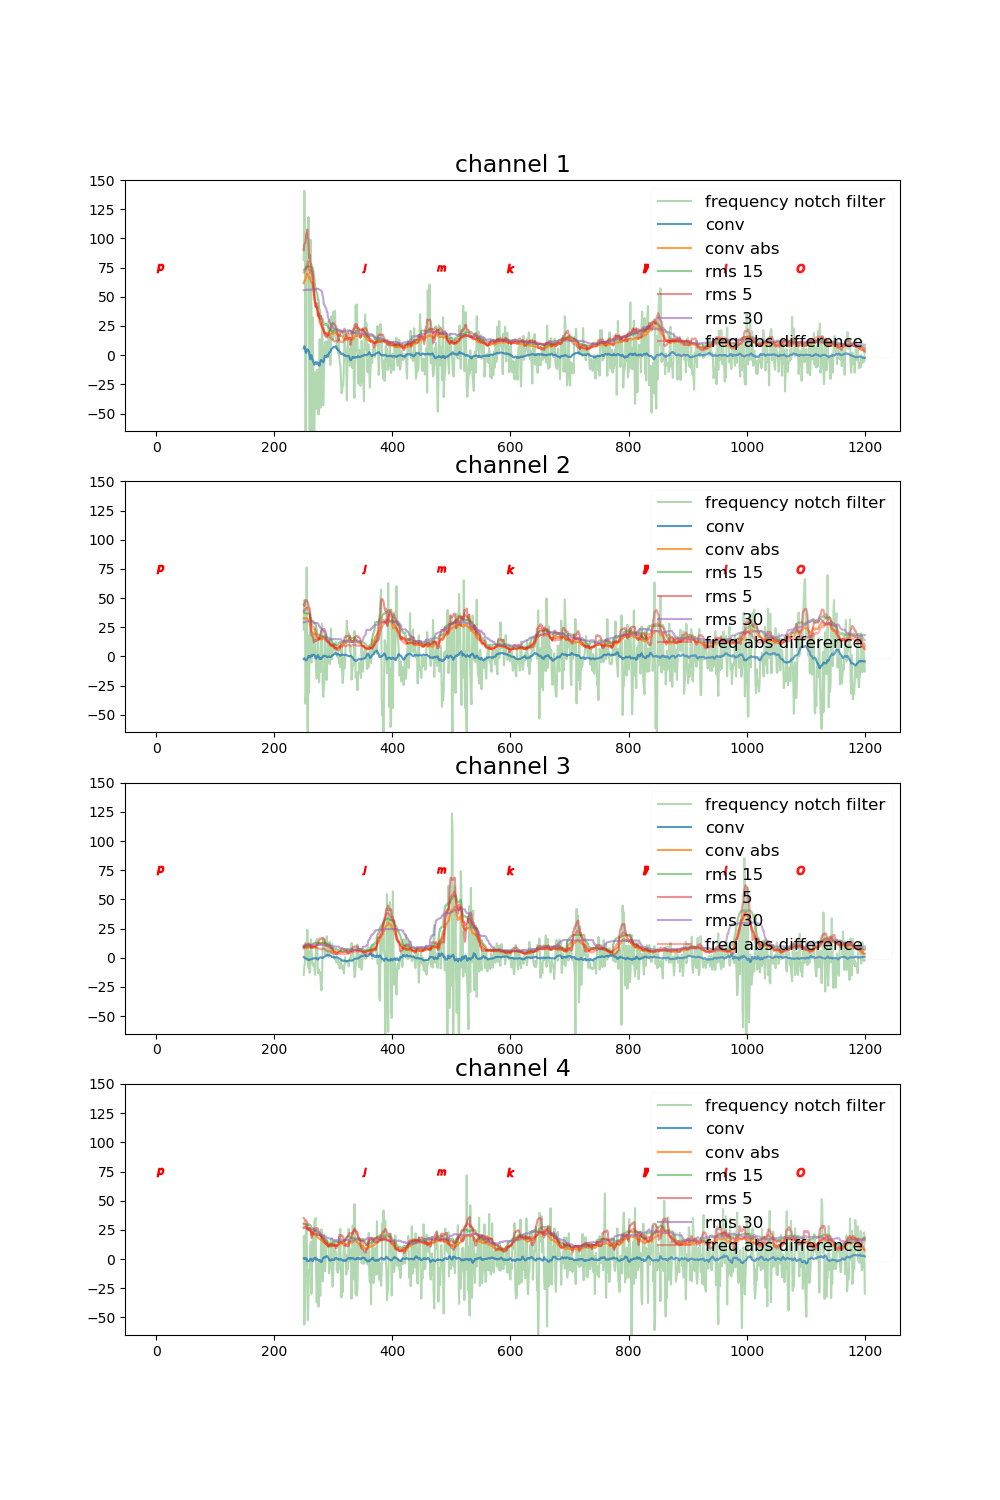 channel 1
150
125
100
75
50
25
0
−25
−50
p j m k l o
frequency notch filter
conv
conv abs
rms 15
rms 5
rms 30
freq abs difference
0 200 400 600 800 1000 1200
channel 2
150
125
100
75
50
25
0
−25
−50
p j m k l o
frequency notch filter
conv
conv abs
rms 15
rms 5
rms 30
freq abs difference
0 200 400 600 800 1000 1200
channel 3
150
125
100
75
50
25
0
−25
−50
p j m k l o
frequency notch filter
conv
conv abs
rms 15
rms 5
rms 30
freq abs difference
0 200 400 600 800 1000 1200
channel 4
150
125
100
75
50
25
0
−25
−50
p j m k l o
frequency notch filter
conv
conv abs
rms 15
rms 5
rms 30
freq abs difference
0 200 400 600 800 1000 1200